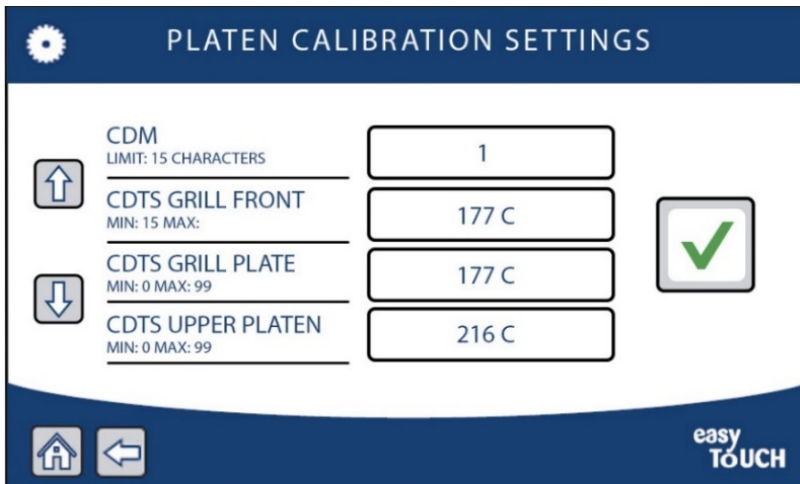 PLATEN CALIBRATION SETTINGS
CDM
LIMIT: 15 CHARACTERS
1
CDTS GRILL FRONT
MIN: 15 MAX:
177 C
CDTS GRILL PLATE
MIN: 0 MAX: 99
177 C
CDTS UPPER PLATEN
MIN: 0 MAX: 99
216 C
easy
TOUCH